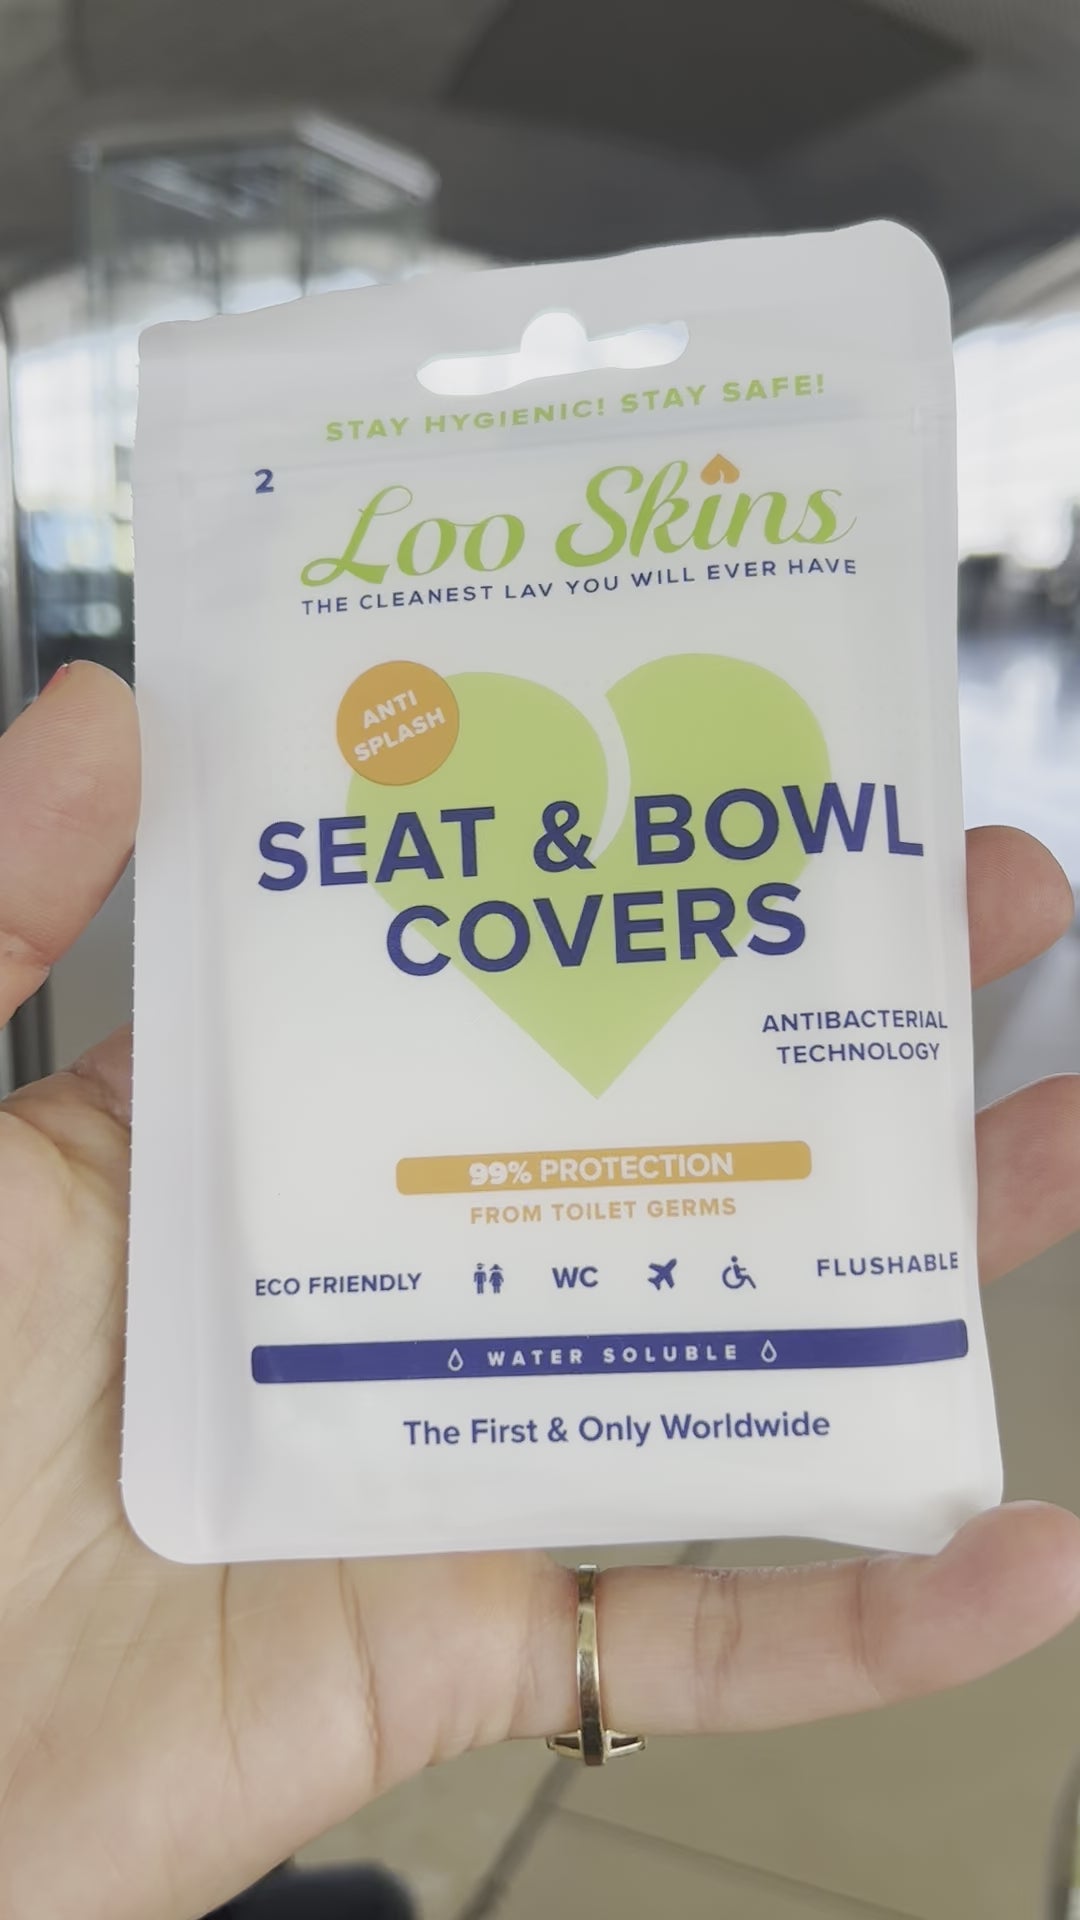 STAY HYGIENIC! STAY SAFE!
2
Loo Skins
THE CLEANEST LAV YOU WILL EVER HAVE
ANTI
SPLASH
SEAT & BOWL
COVERS
ANTIBACTERIAL
TECHNOLOGY
99% PROTECTION
FROM TOILET GERMS
ECO FRIENDLY WC FLUSHABLE
WATER SOLUBLE
The First & Only Worldwide